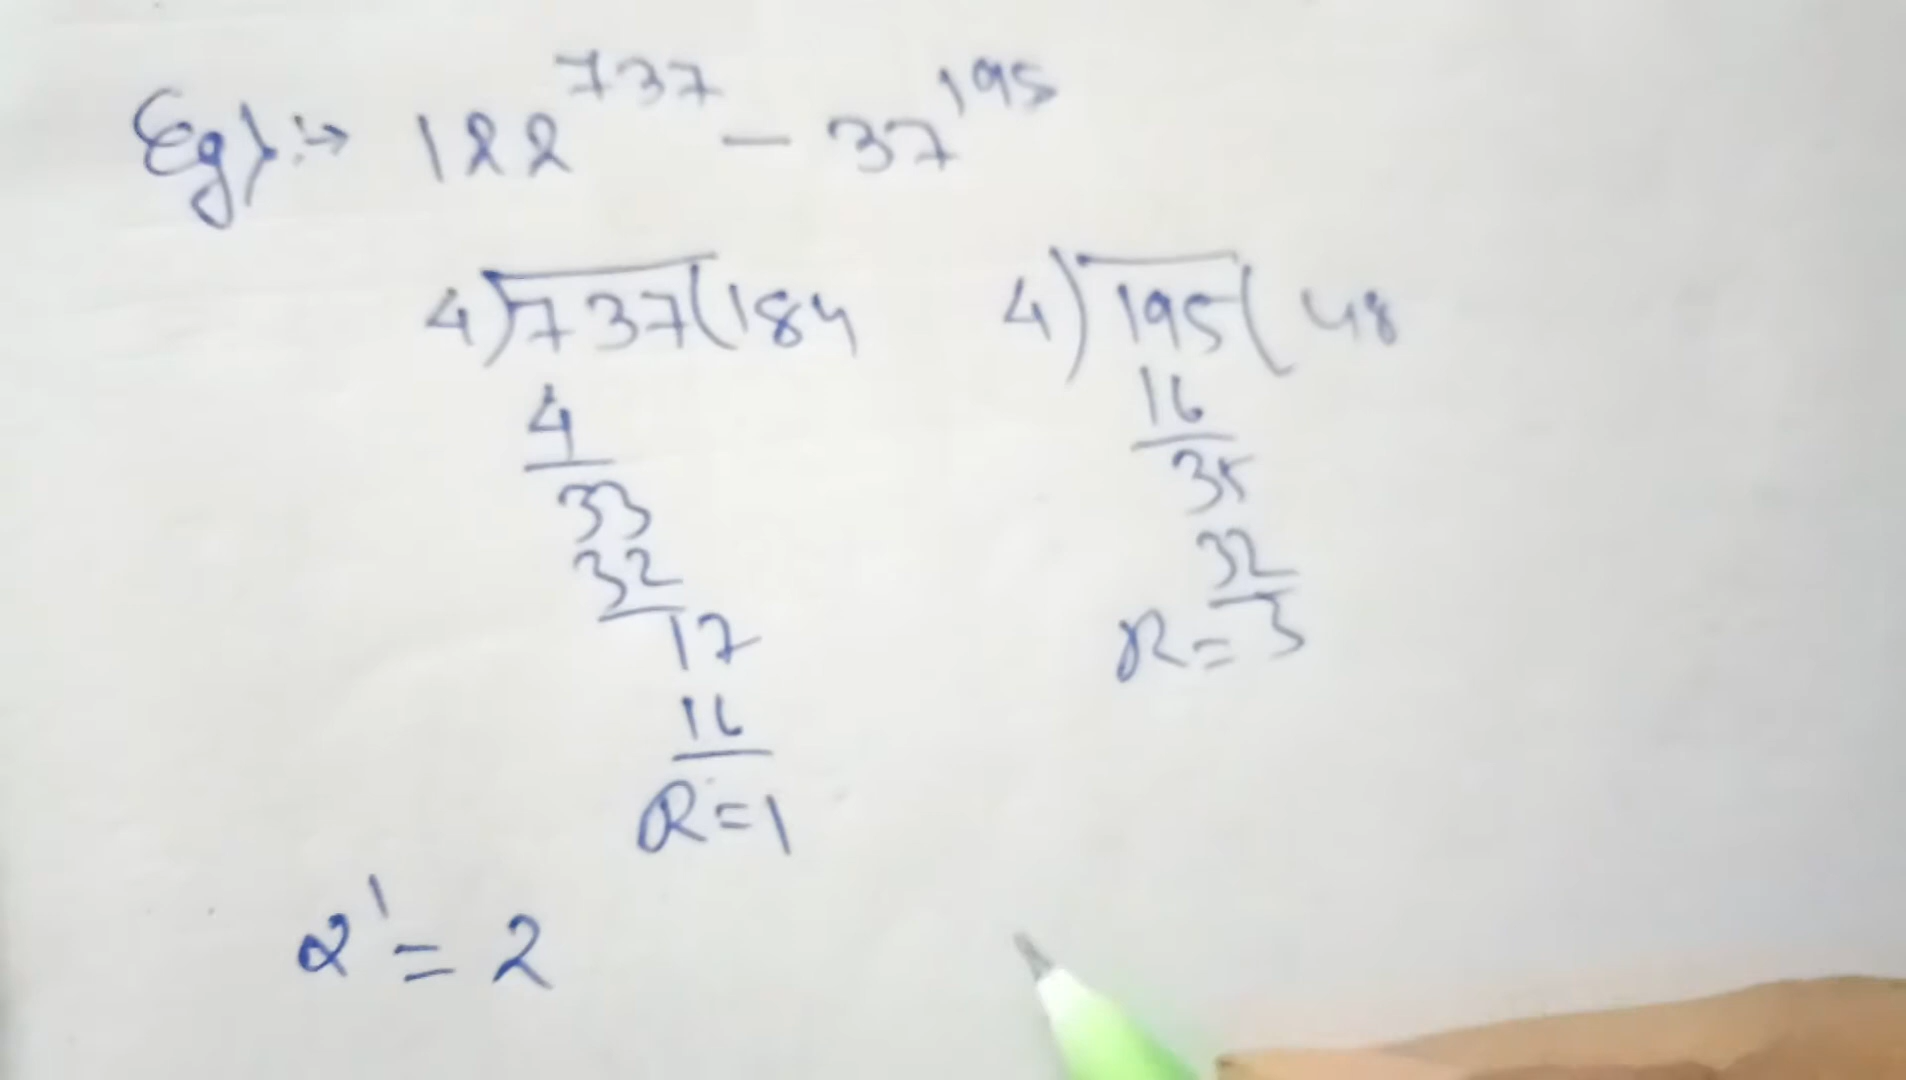 Eg):→ 122^737 - 37^195
4)737(184 4)195(48
4 16
33 35
32 32
17 R=3
16
R=1
2^1 = 2